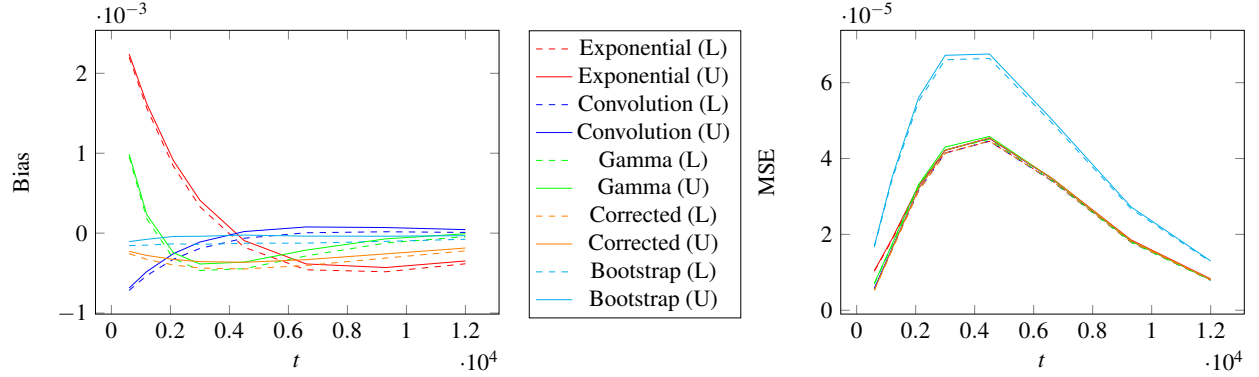 ·10⁻³
2
1
0
−1
Bias
0
0.2
0.4
0.6
0.8
1
1.2
·10⁴
t
Exponential (L)
Exponential (U)
Convolution (L)
Convolution (U)
Gamma (L)
Gamma (U)
Corrected (L)
Corrected (U)
Bootstrap (L)
Bootstrap (U)
·10⁻⁵
6
4
2
0
MSE
0
0.2
0.4
0.6
0.8
1
1.2
·10⁴
t